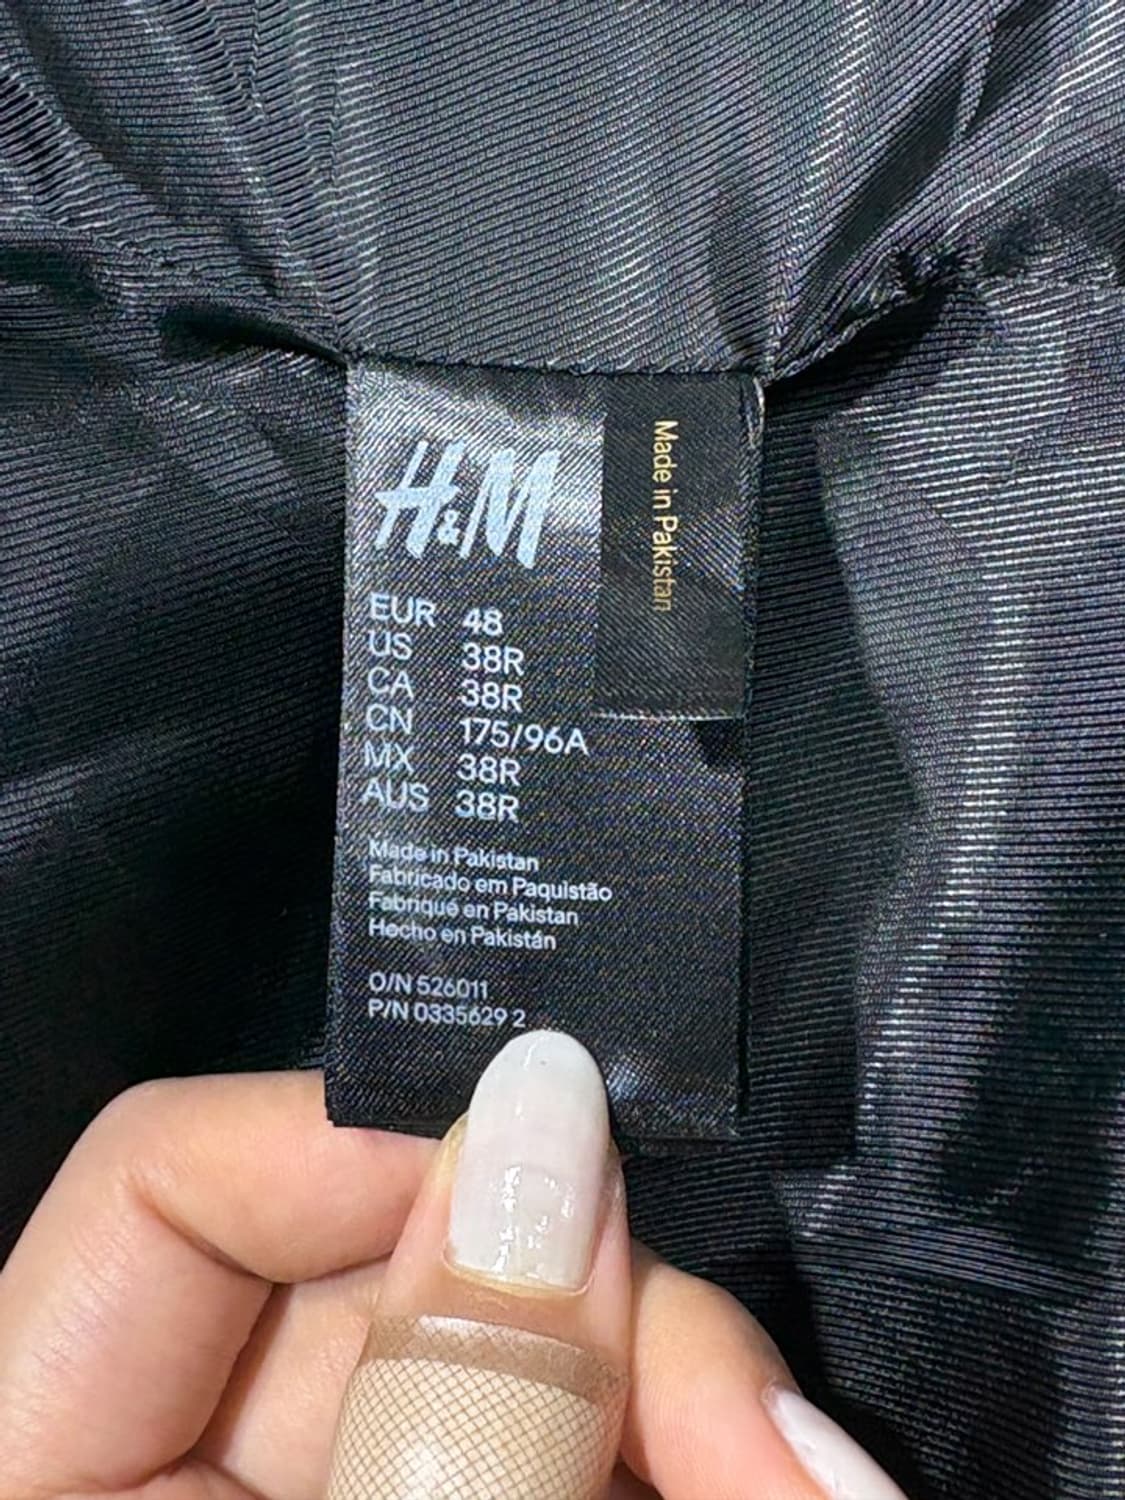 H&M
Made in Pakistan
EUR 48
US 38R
CA 38R
CN 175/96A
MX 38R
AUS 38R
Made in Pakistan
Fabricado em Paquistão
Fabriqué en Pakistan
Hecho en Pakistán
O/N 526011
P/N 0335629 2